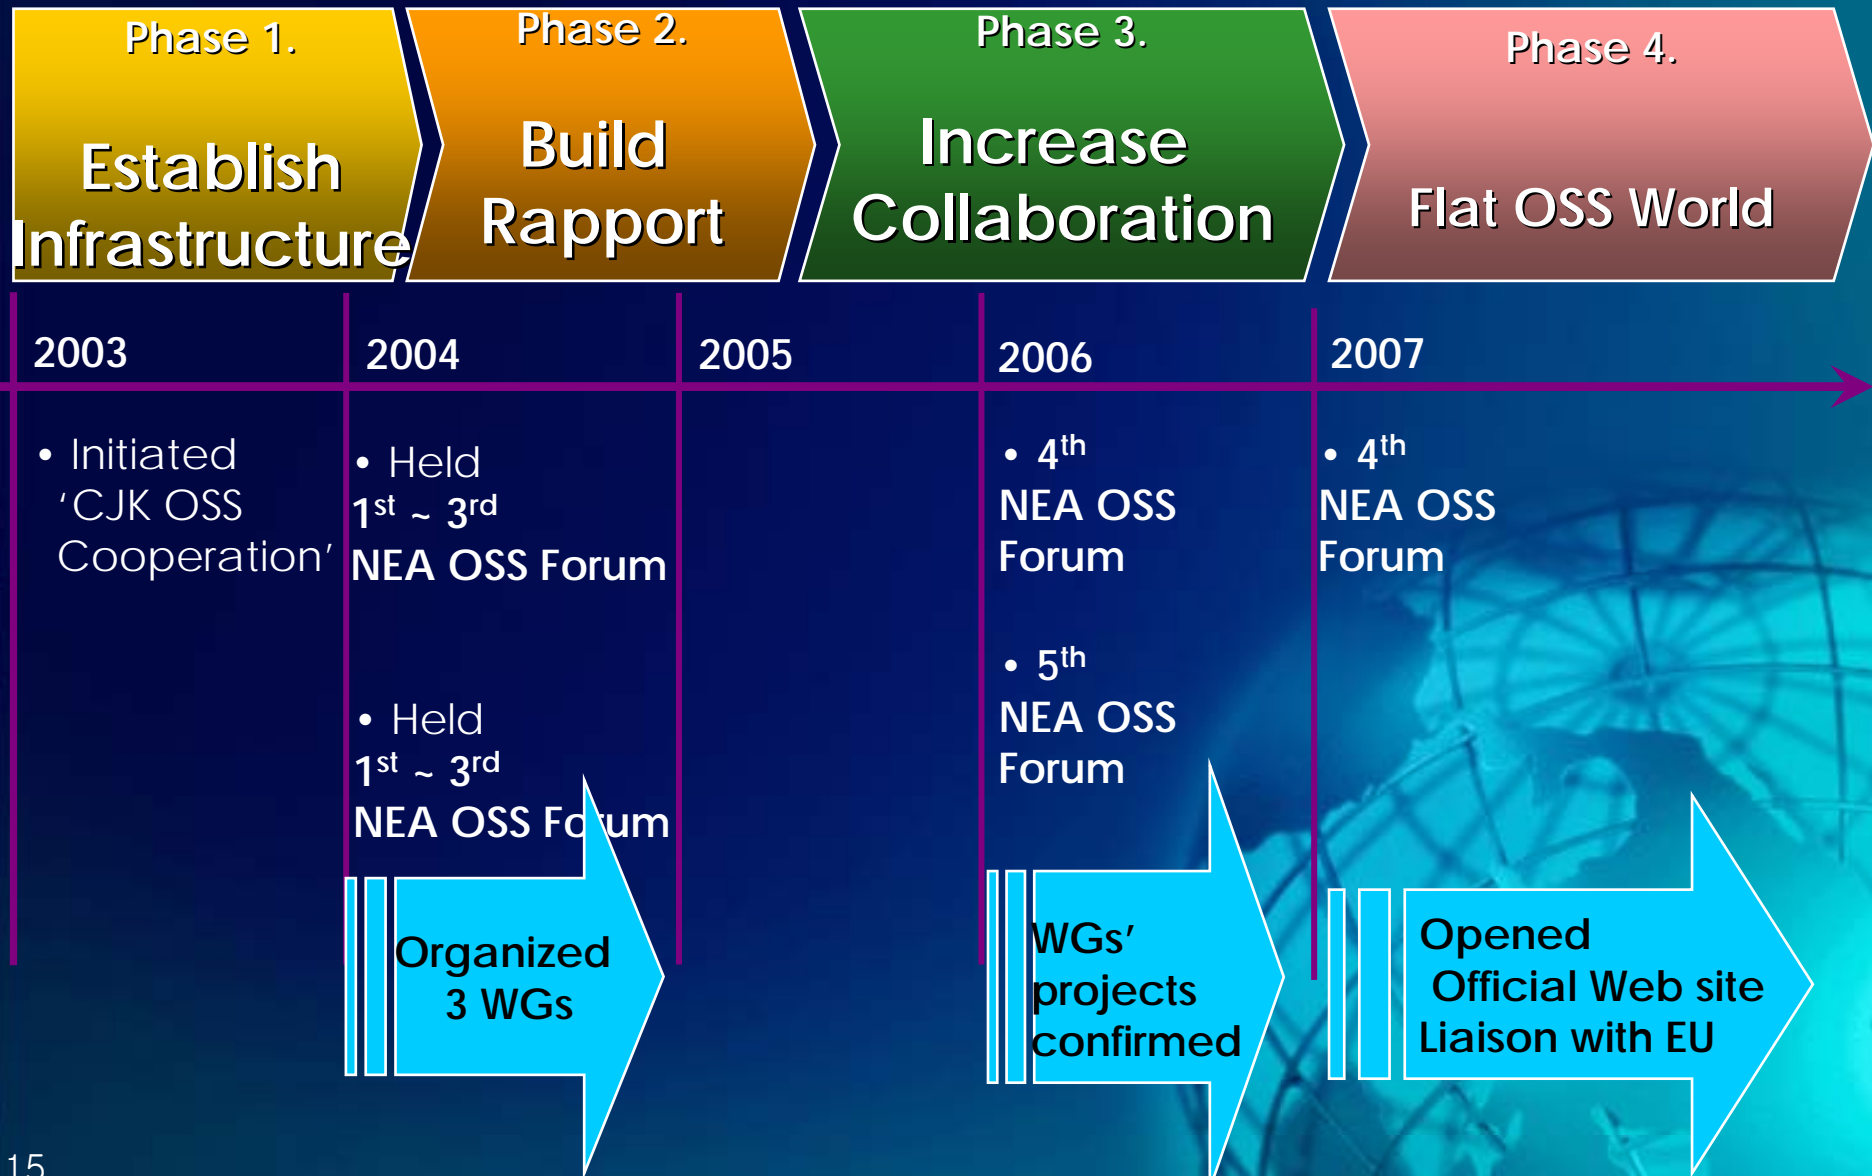 Phase 1.
Establish
Infrastructure
Phase 2.
Build
Rapport
Phase 3.
Increase
Collaboration
Phase 4.
Flat OSS World
2003
2004
2005
2006
2007
• Initiated
‘CJK OSS
Cooperation’
• Held
1st ~ 3rd
NEA OSS Forum
• Held
1st ~ 3rd
NEA OSS Forum
Organized
3 WGs
• 4th
NEA OSS
Forum
• 5th
NEA OSS
Forum
WGs’
projects
confirmed
• 4th
NEA OSS
Forum
Opened
Official Web site
Liaison with EU
15